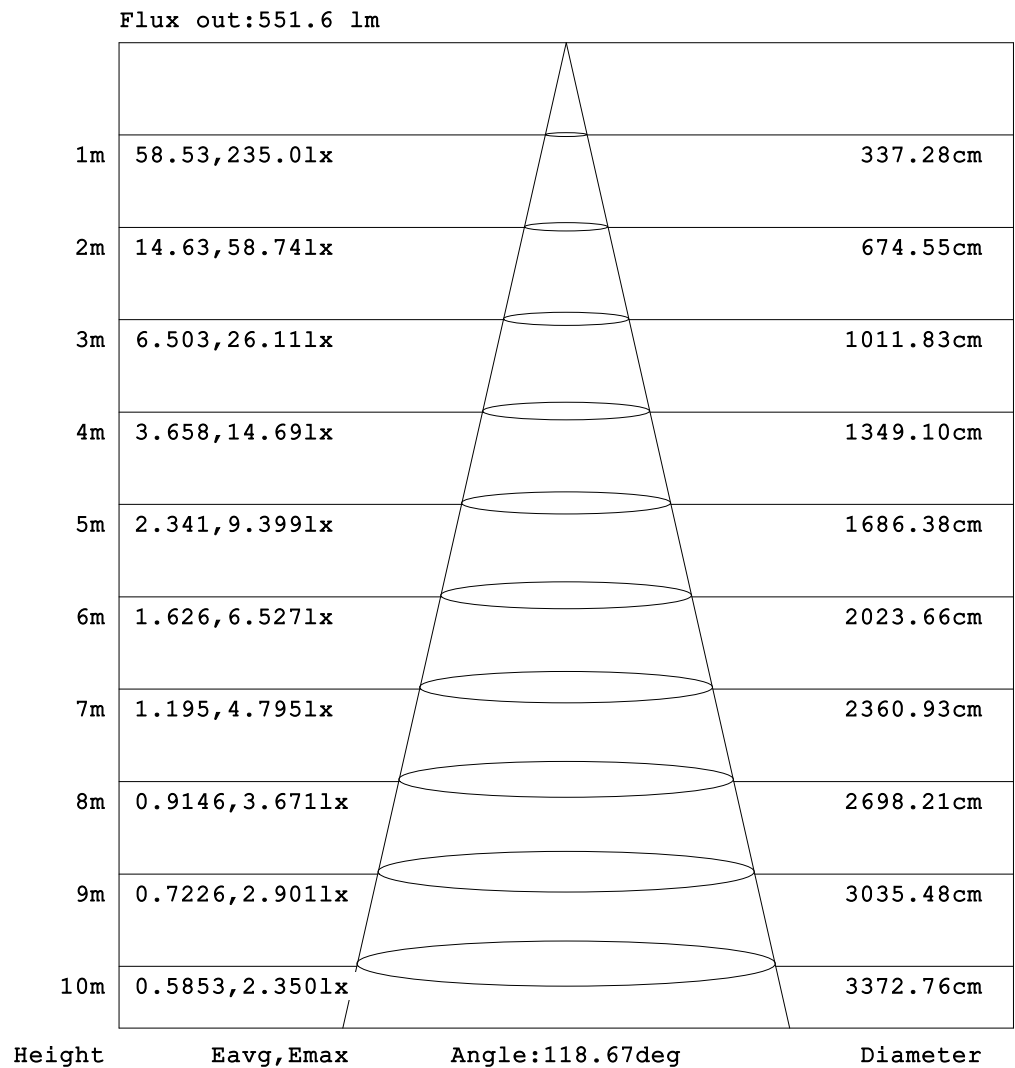 Flux out:551.6 lm
1m 58.53,235.0lx 337.28cm
2m 14.63,58.74lx 674.55cm
3m 6.503,26.11lx 1011.83cm
4m 3.658,14.69lx 1349.10cm
5m 2.341,9.399lx 1686.38cm
6m 1.626,6.527lx 2023.66cm
7m 1.195,4.795lx 2360.93cm
8m 0.9146,3.671lx 2698.21cm
9m 0.7226,2.901lx 3035.48cm
10m 0.5853,2.350lx 3372.76cm
Height Eavg,Emax Angle:118.67deg Diameter